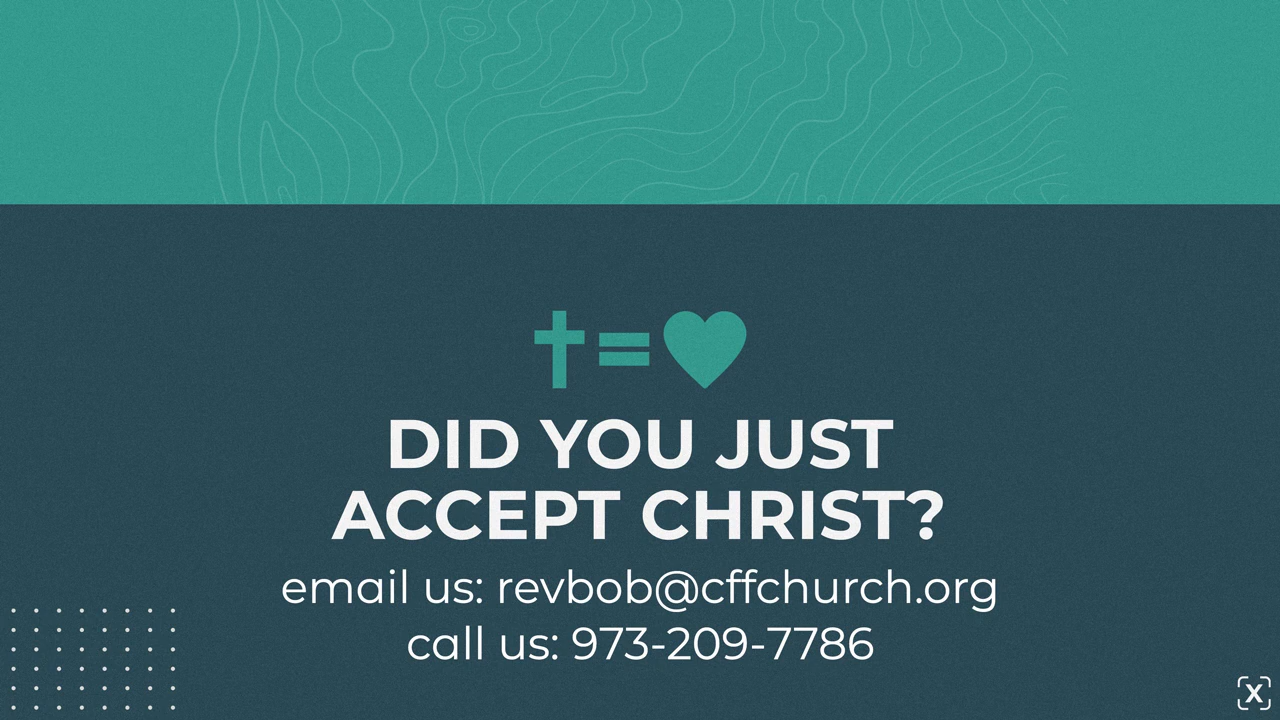 DID YOU JUST
ACCEPT CHRIST?
email us: revbob@cffchurch.org
call us: 973-209-7786
X